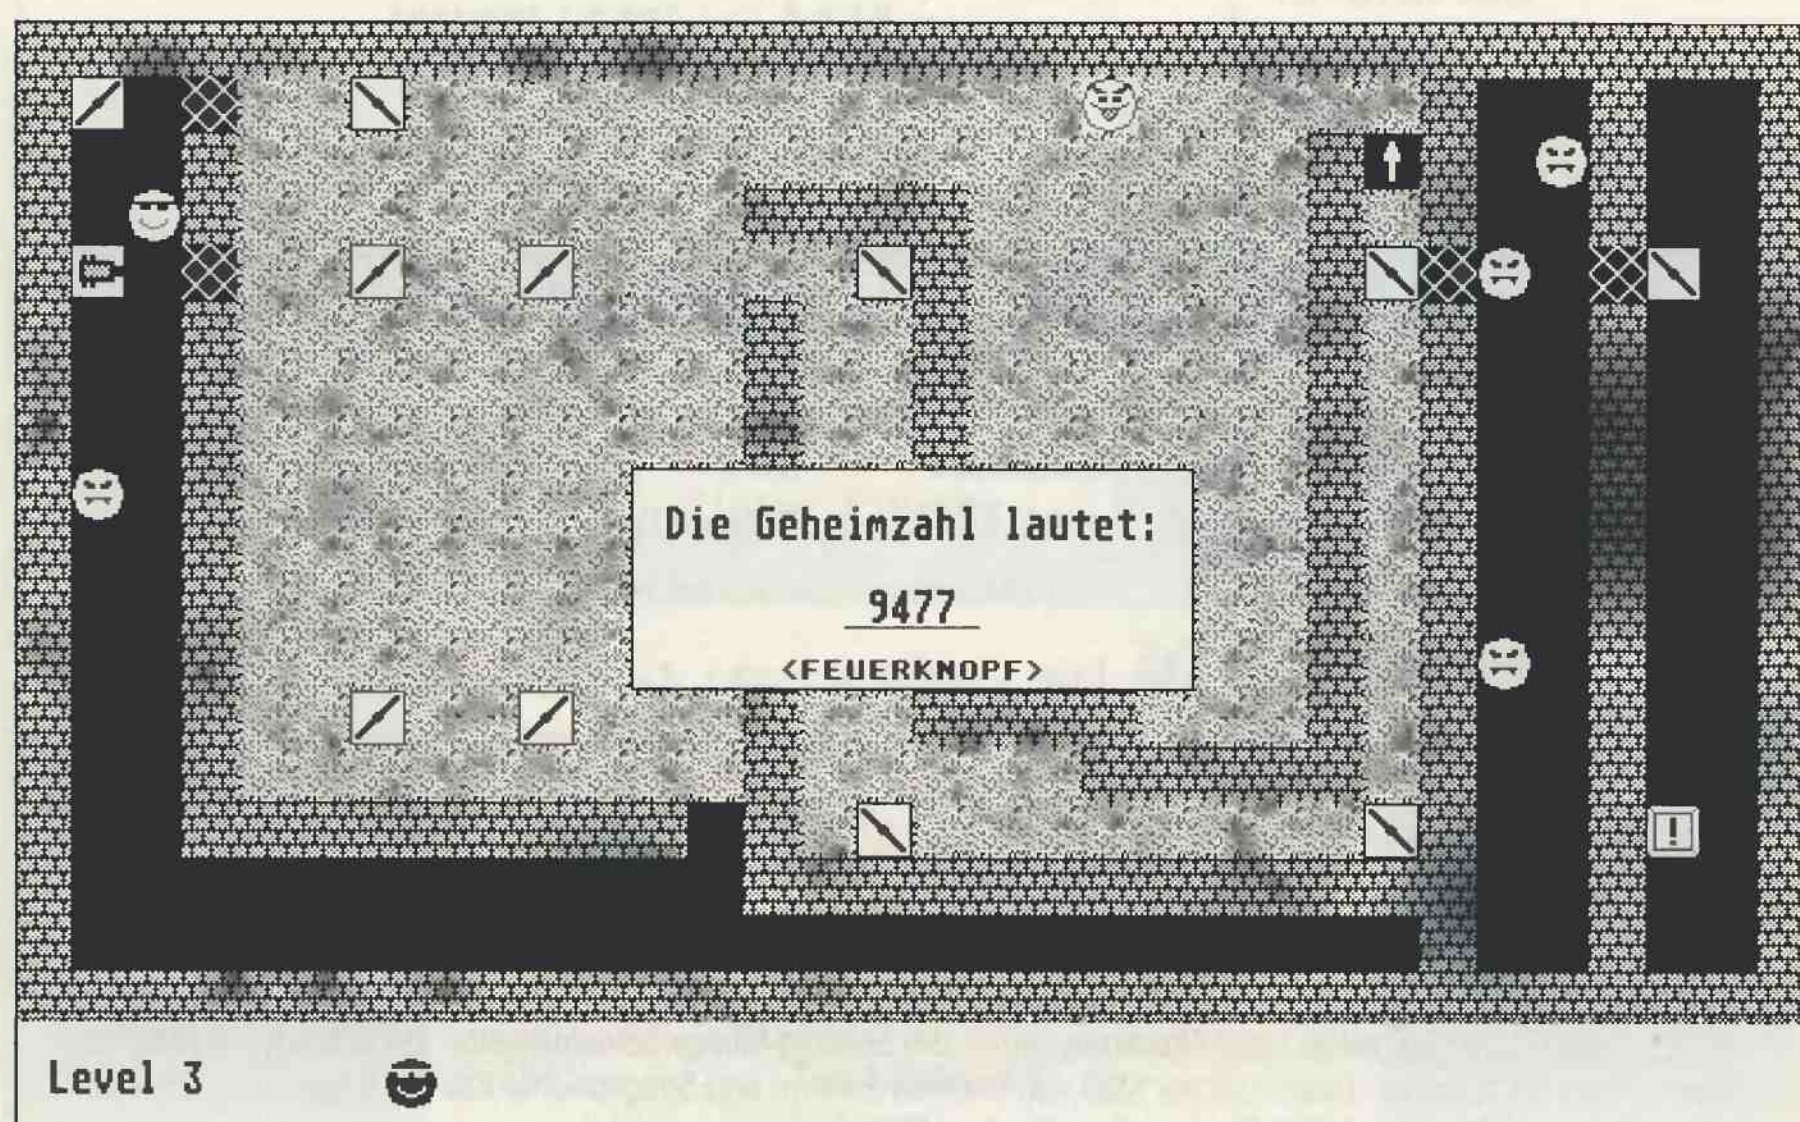 Die Geheimzahl lautet:
9477
<FEUERKNOPF>
!
Level 3